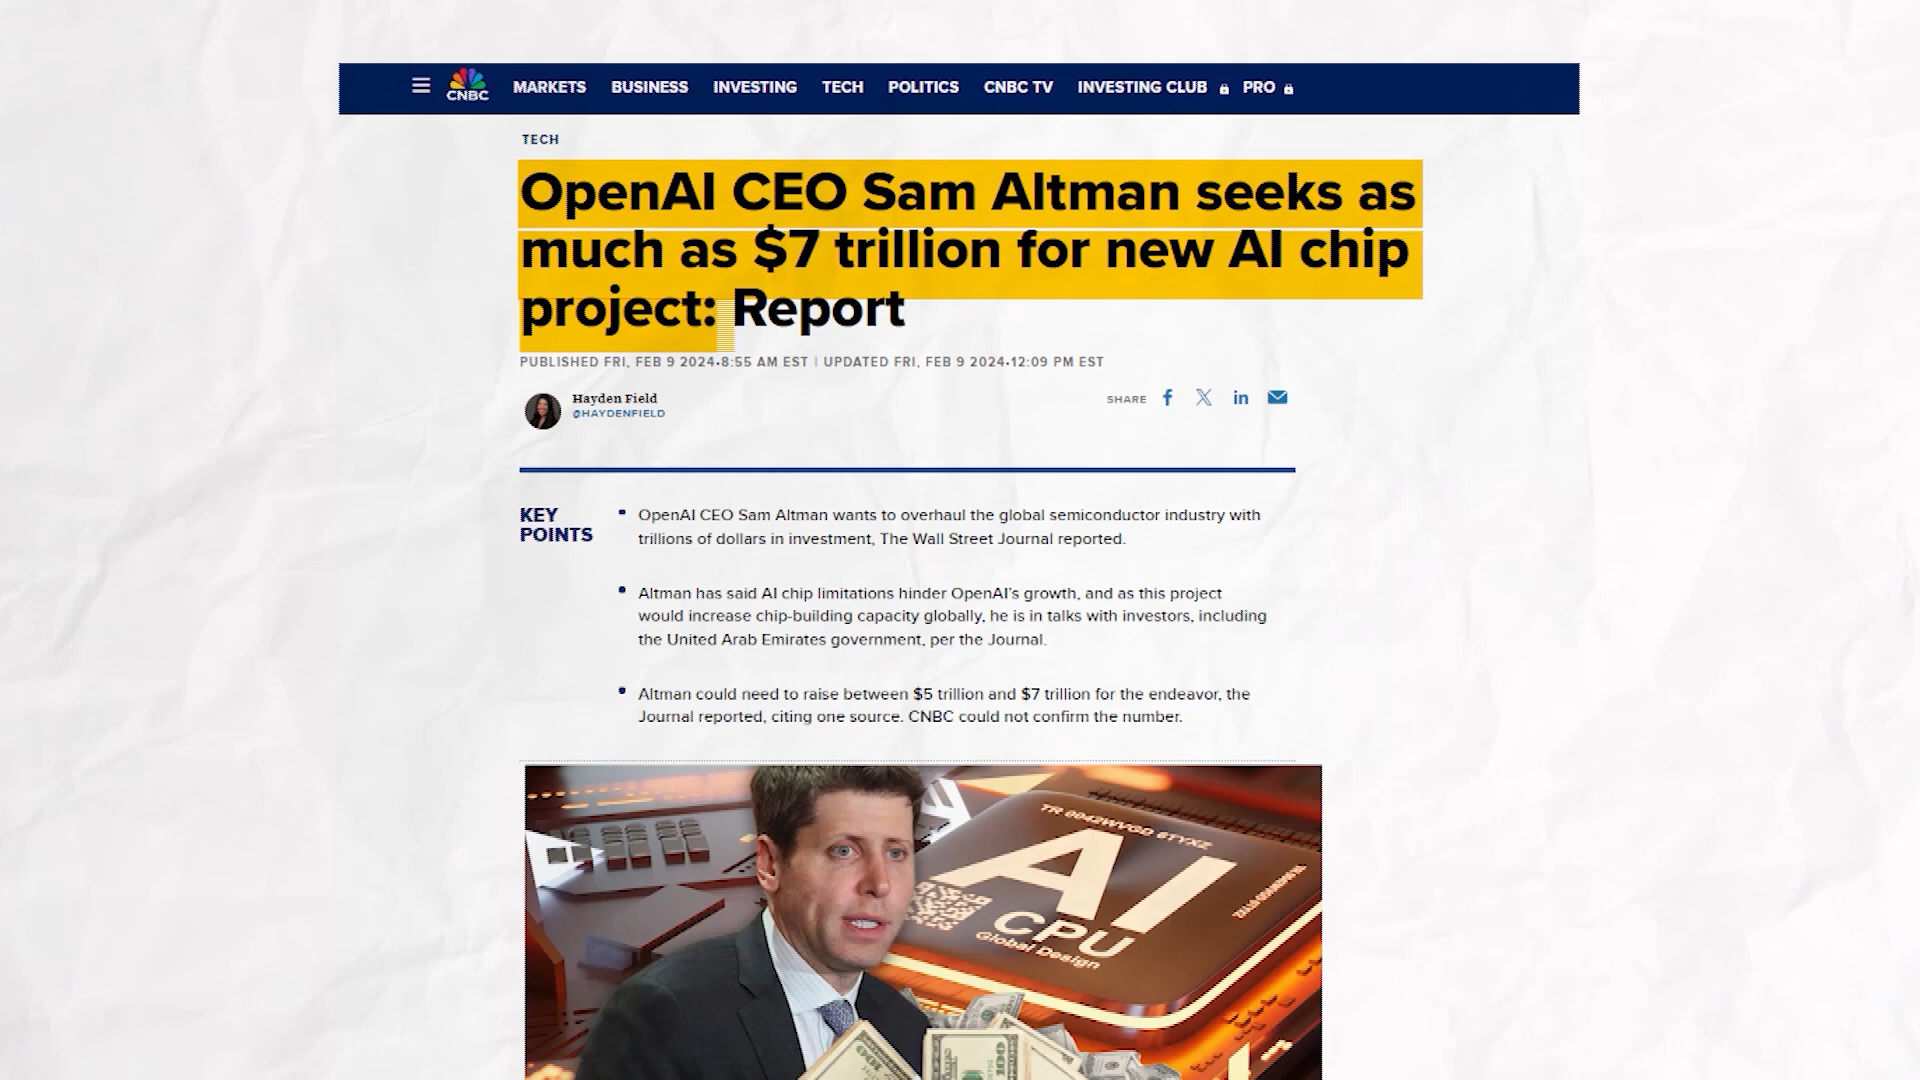 CNBC
MARKETS BUSINESS INVESTING TECH POLITICS CNBC TV INVESTING CLUB PRO
TECH
OpenAI CEO Sam Altman seeks as
much as $7 trillion for new AI chip
project: Report
PUBLISHED FRI, FEB 9 2024•8:55 AM EST | UPDATED FRI, FEB 9 2024•12:09 PM EST
Hayden Field
@HAYDENFIELD
SHARE
KEY
POINTS
• OpenAI CEO Sam Altman wants to overhaul the global semiconductor industry with
trillions of dollars in investment, The Wall Street Journal reported.
• Altman has said AI chip limitations hinder OpenAI's growth, and as this project
would increase chip-building capacity globally, he is in talks with investors, including
the United Arab Emirates government, per the Journal.
• Altman could need to raise between $5 trillion and $7 trillion for the endeavor, the
Journal reported, citing one source. CNBC could not confirm the number.
AI
CPU
Global Design
100
100